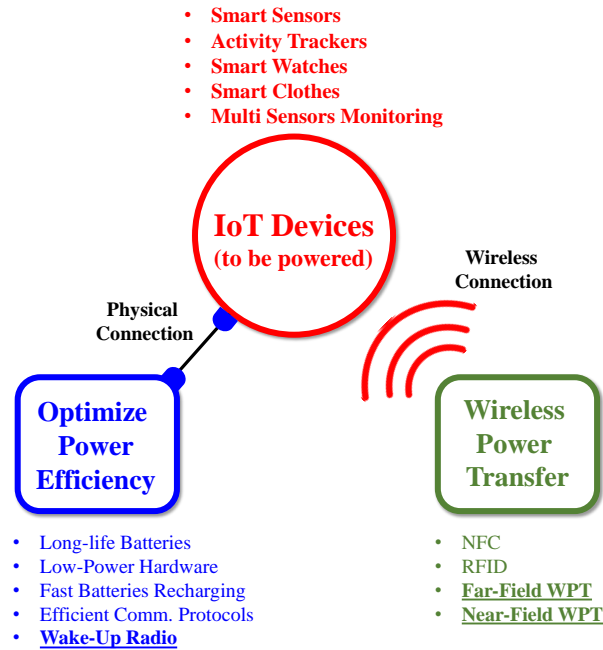 • Smart Sensors
• Activity Trackers
• Smart Watches
• Smart Clothes
• Multi Sensors Monitoring
IoT Devices
(to be powered)
Wireless
Connection
Physical
Connection
Optimize
Power
Efficiency
Wireless
Power
Transfer
• Long-life Batteries
• Low-Power Hardware
• Fast Batteries Recharging
• Efficient Comm. Protocols
• Wake-Up Radio
• NFC
• RFID
• Far-Field WPT
• Near-Field WPT